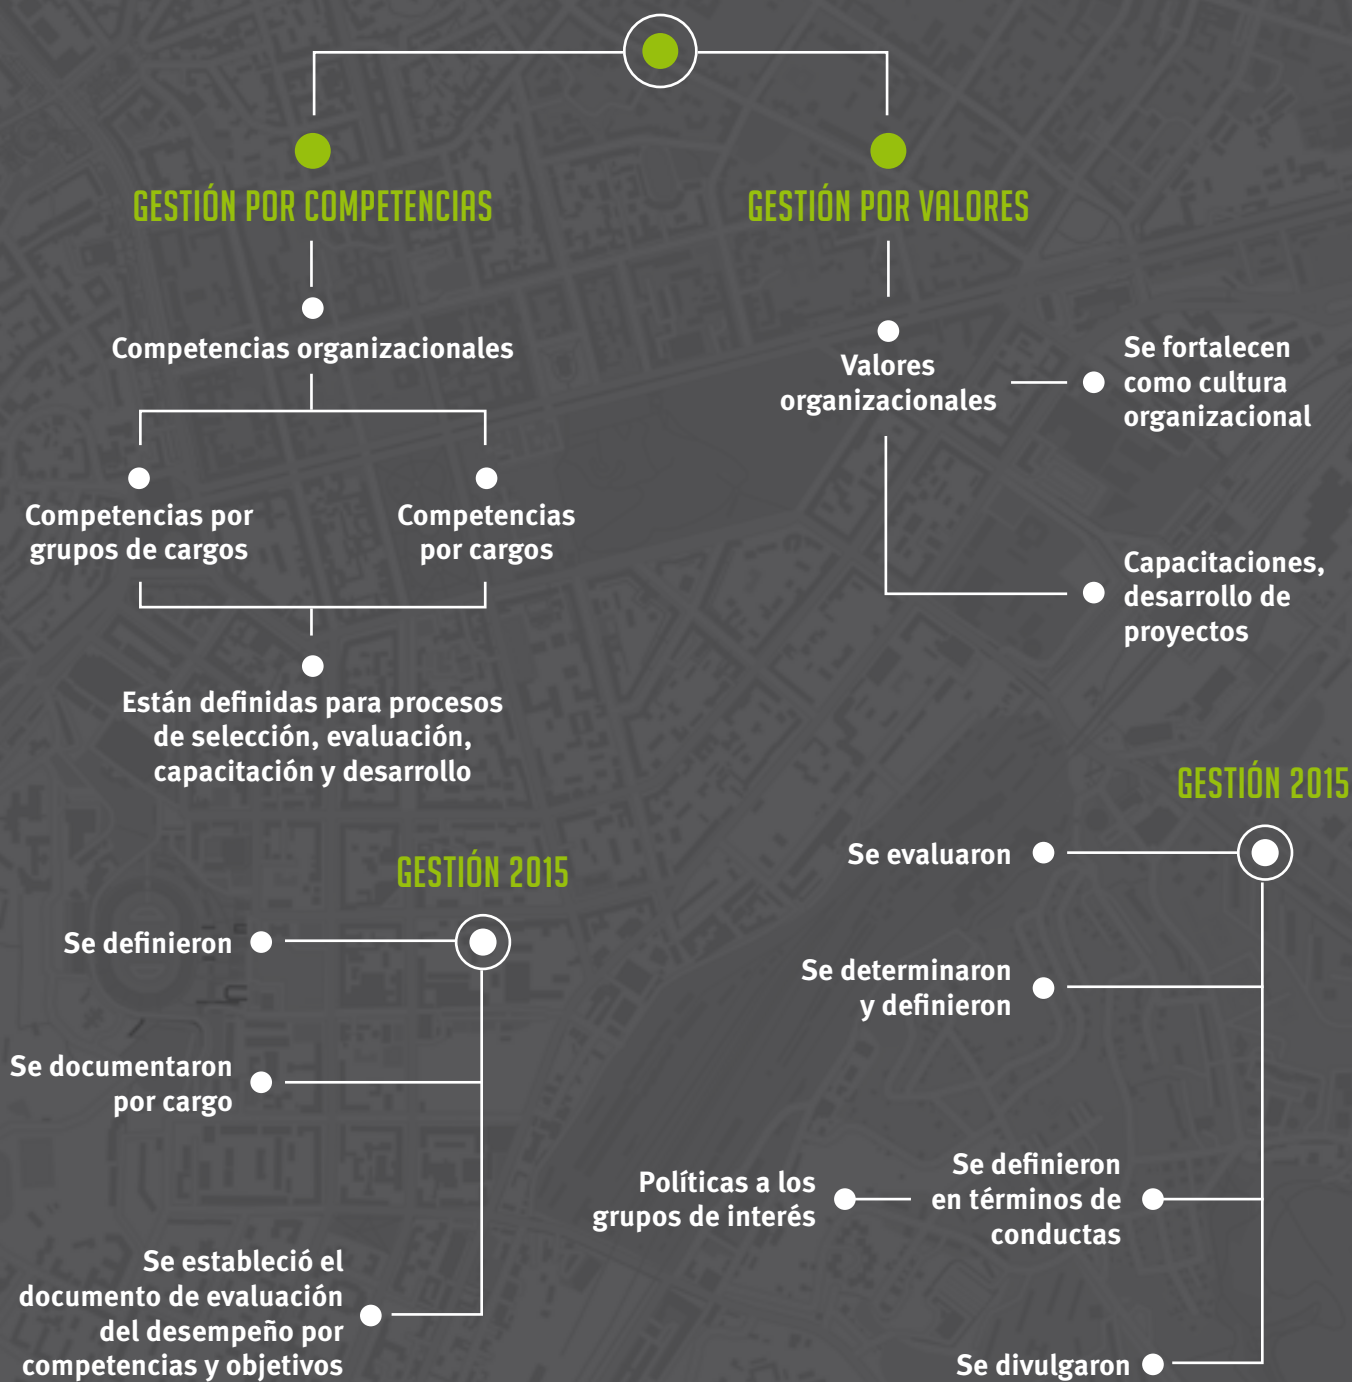 GESTIÓN POR COMPETENCIAS
Competencias organizacionales
Competencias por
grupos de cargos
Competencias
por cargos
Están definidas para procesos
de selección, evaluación,
capacitación y desarrollo
GESTIÓN POR VALORES
Valores
organizacionales
Se fortalecen
como cultura
organizacional
Capacitaciones,
desarrollo de
proyectos
GESTIÓN 2015
Se definieron
Se documentaron
por cargo
Se estableció el
documento de evaluación
del desempeño por
competencias y objetivos
GESTIÓN 2015
Se evaluaron
Se determinaron
y definieron
Se definieron
en términos de
conductas
Políticas a los
grupos de interés
Se divulgaron